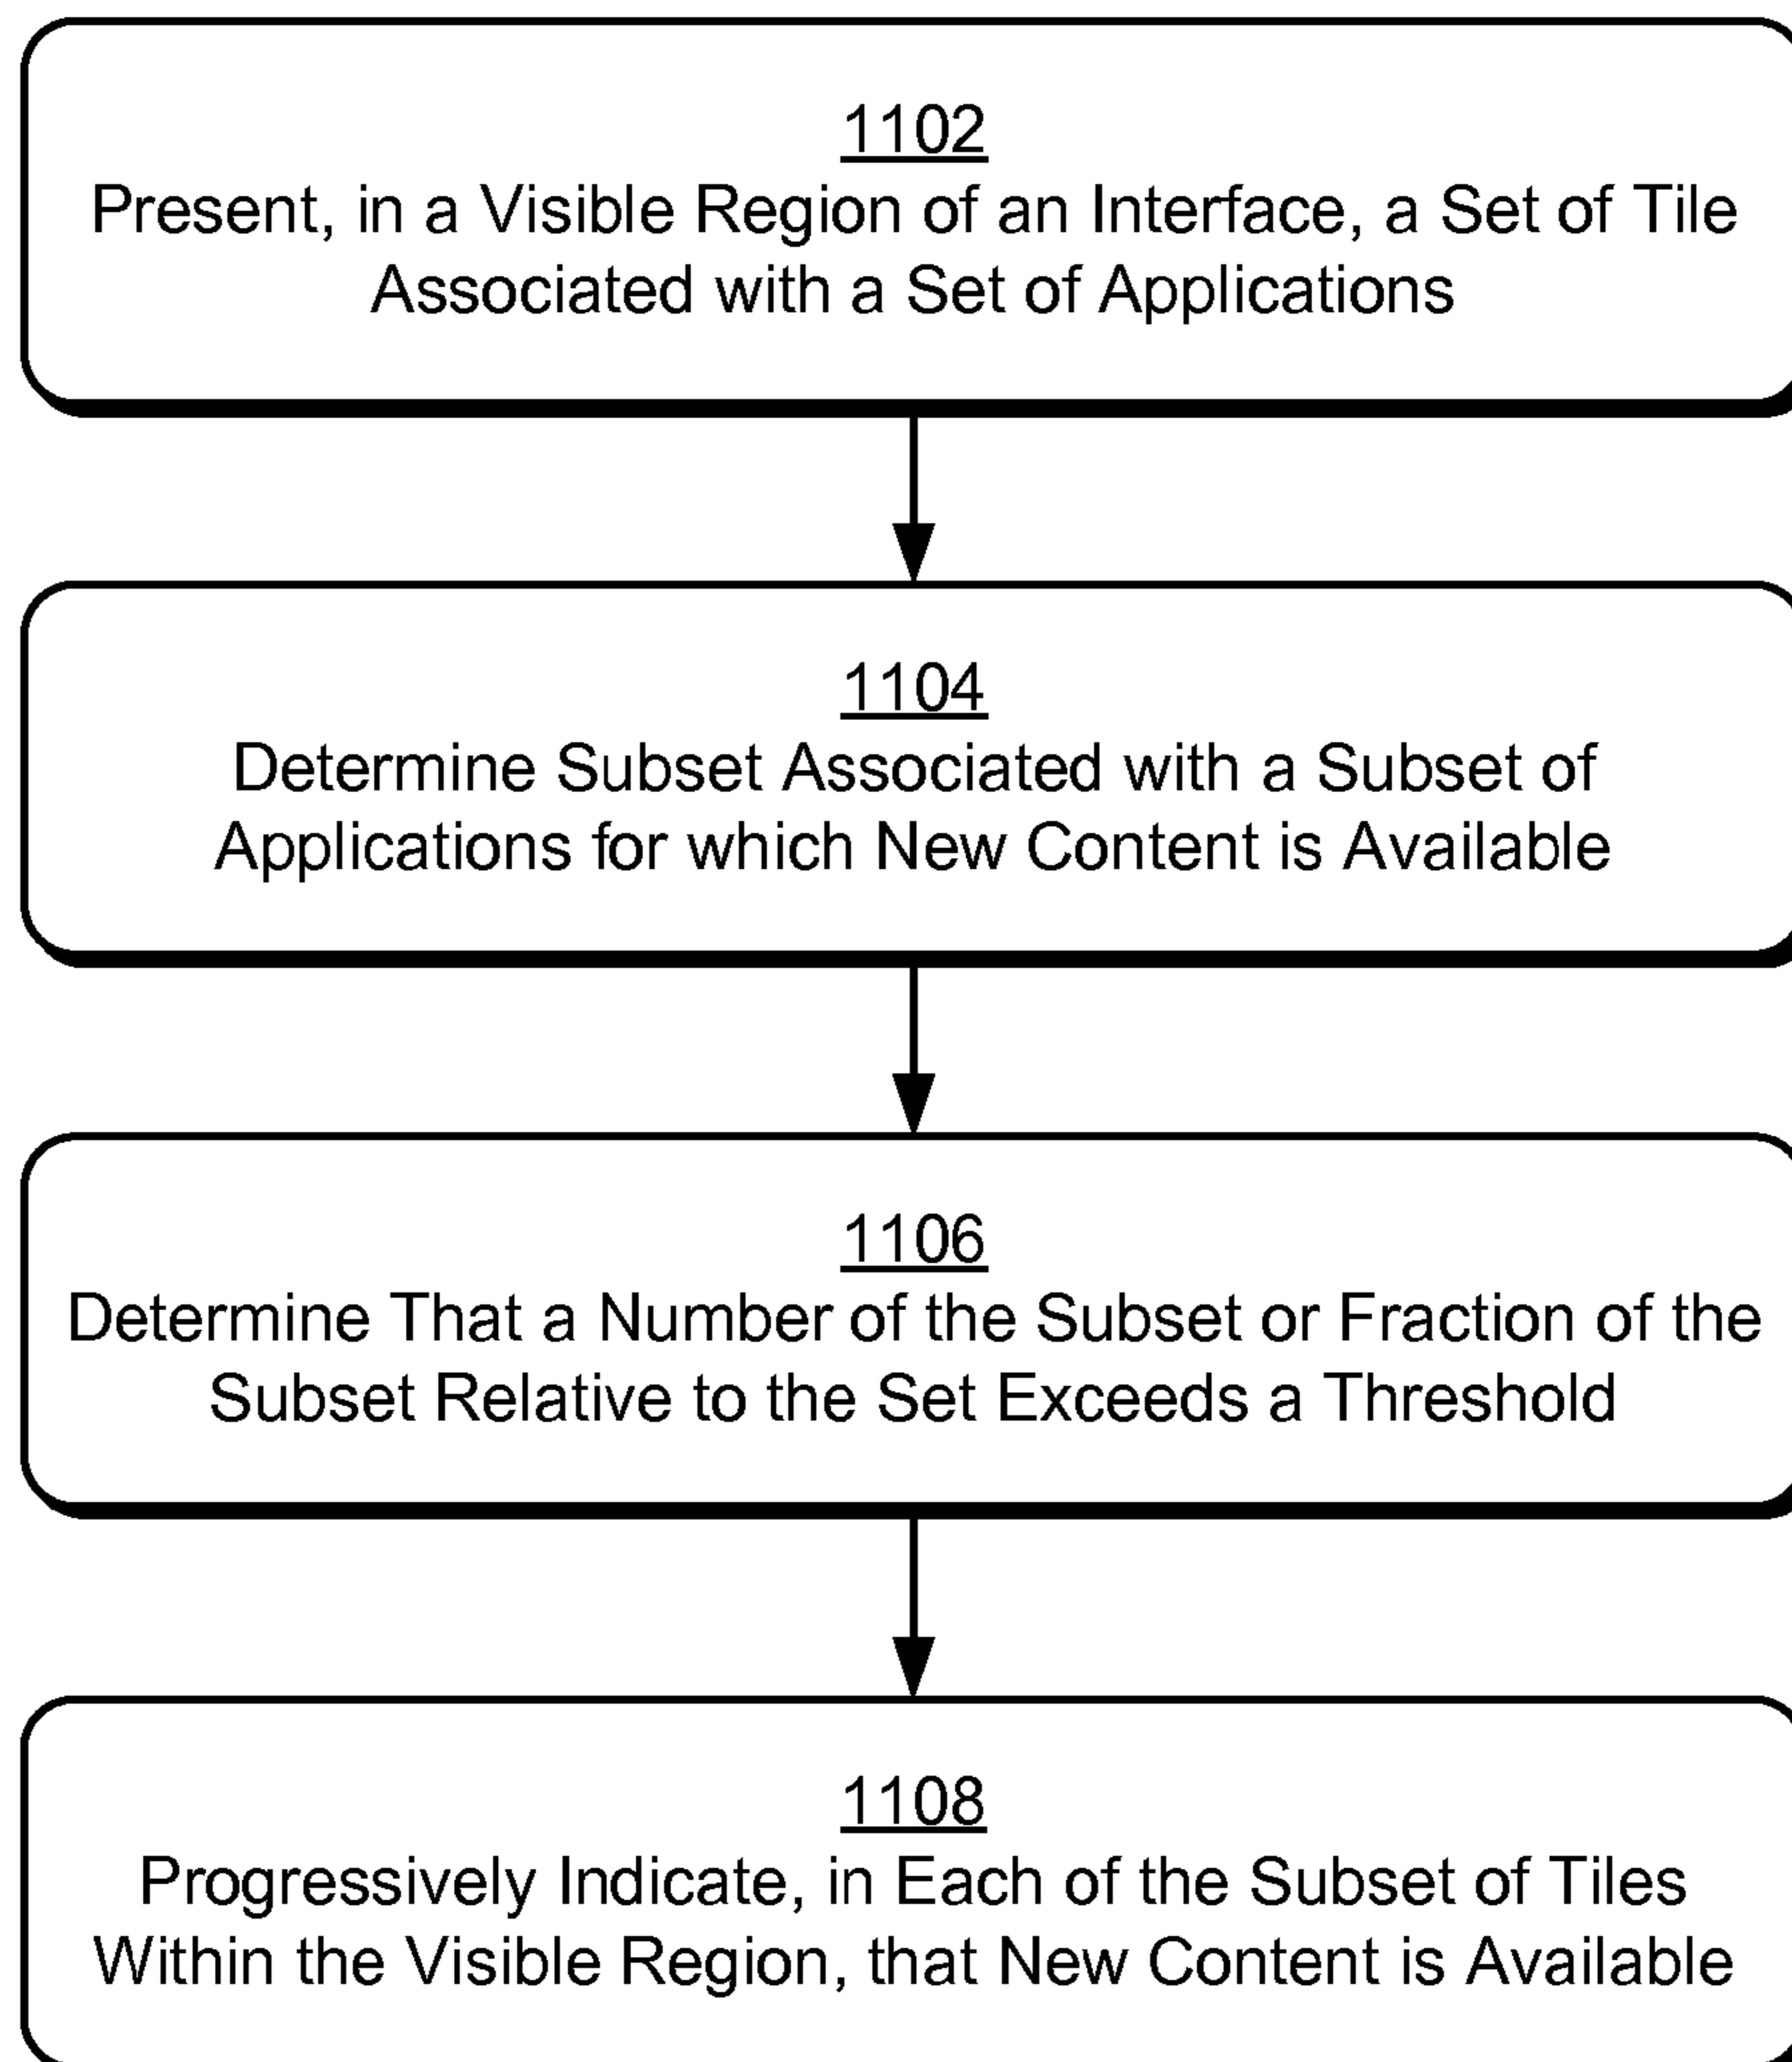 1102
Present, in a Visible Region of an Interface, a Set of Tile
Associated with a Set of Applications
1104
Determine Subset Associated with a Subset of
Applications for which New Content is Available
1106
Determine That a Number of the Subset or Fraction of the
Subset Relative to the Set Exceeds a Threshold
1108
Progressively Indicate, in Each of the Subset of Tiles
Within the Visible Region, that New Content is Available